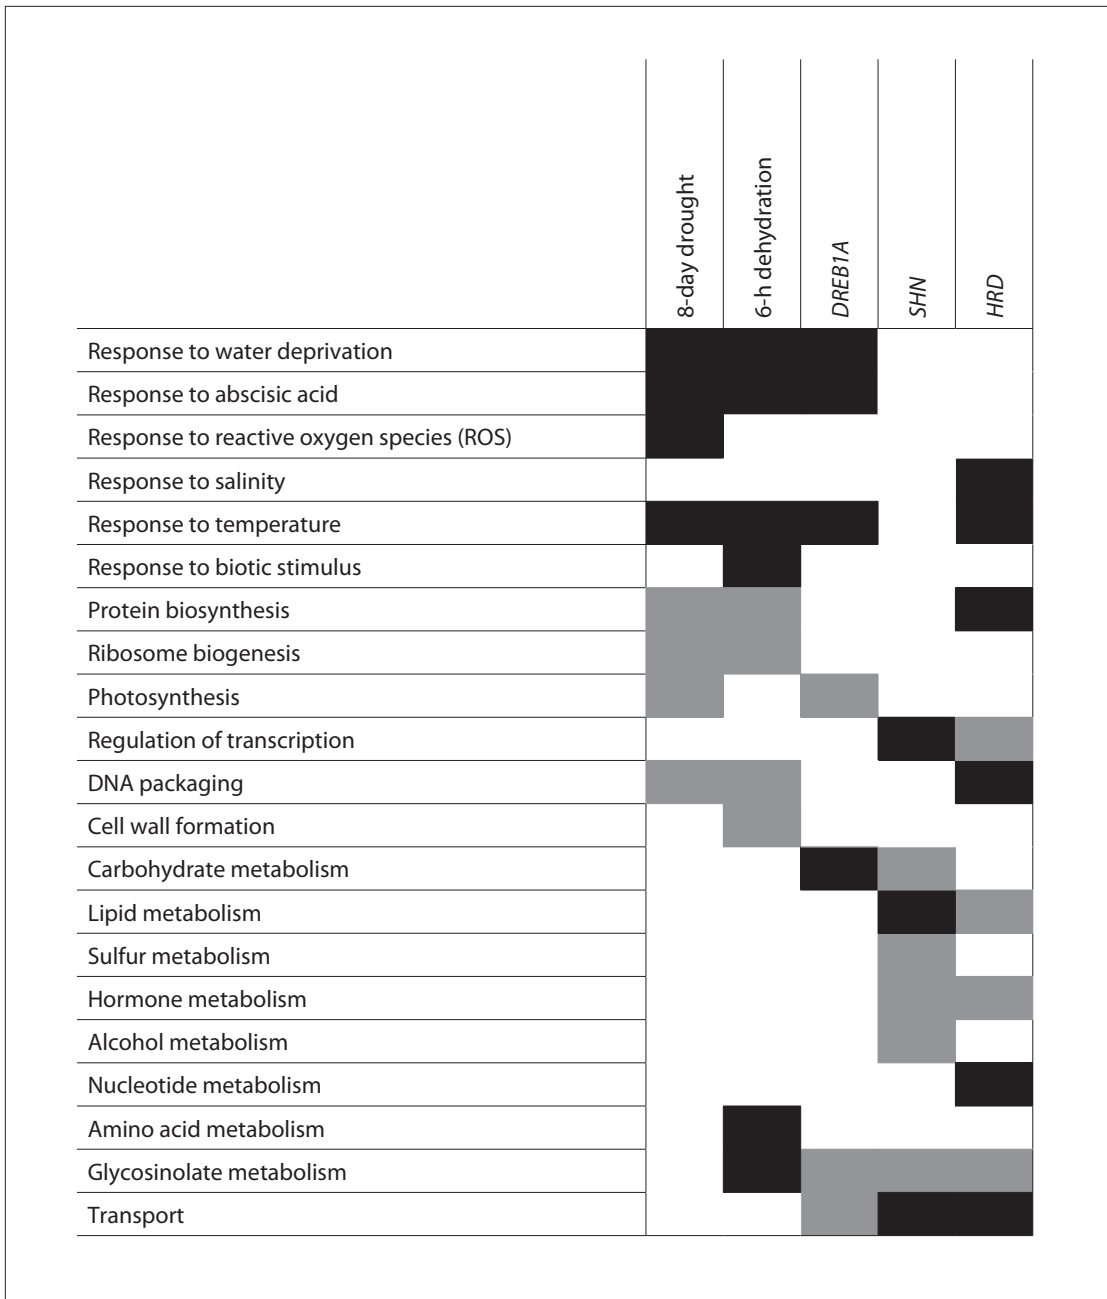 8-day drought
6-h dehydration
DREB1A
SHN
HRD
Response to water deprivation
Response to abscisic acid
Response to reactive oxygen species (ROS)
Response to salinity
Response to temperature
Response to biotic stimulus
Protein biosynthesis
Ribosome biogenesis
Photosynthesis
Regulation of transcription
DNA packaging
Cell wall formation
Carbohydrate metabolism
Lipid metabolism
Sulfur metabolism
Hormone metabolism
Alcohol metabolism
Nucleotide metabolism
Amino acid metabolism
Glycosinolate metabolism
Transport